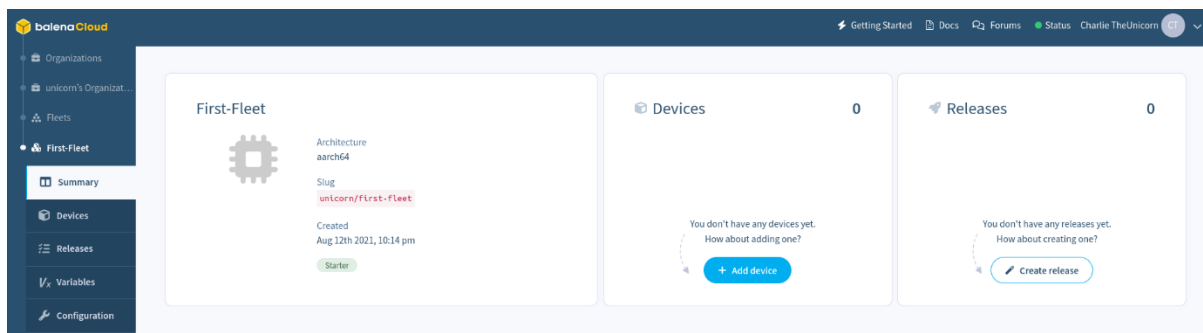 balenaCloud
Getting Started Docs Forums Status Charlie TheUnicorn CT
Organizations
unicorn's Organizat...
Fleets
First-Fleet
Summary
Devices
Releases
Variables
Configuration
First-Fleet
Architecture
aarch64
Slug
unicorn/first-fleet
Created
Aug 12th 2021, 10:14 pm
Starter
Devices 0
You don't have any devices yet.
How about adding one?
+ Add device
Releases 0
You don't have any releases yet.
How about creating one?
Create release